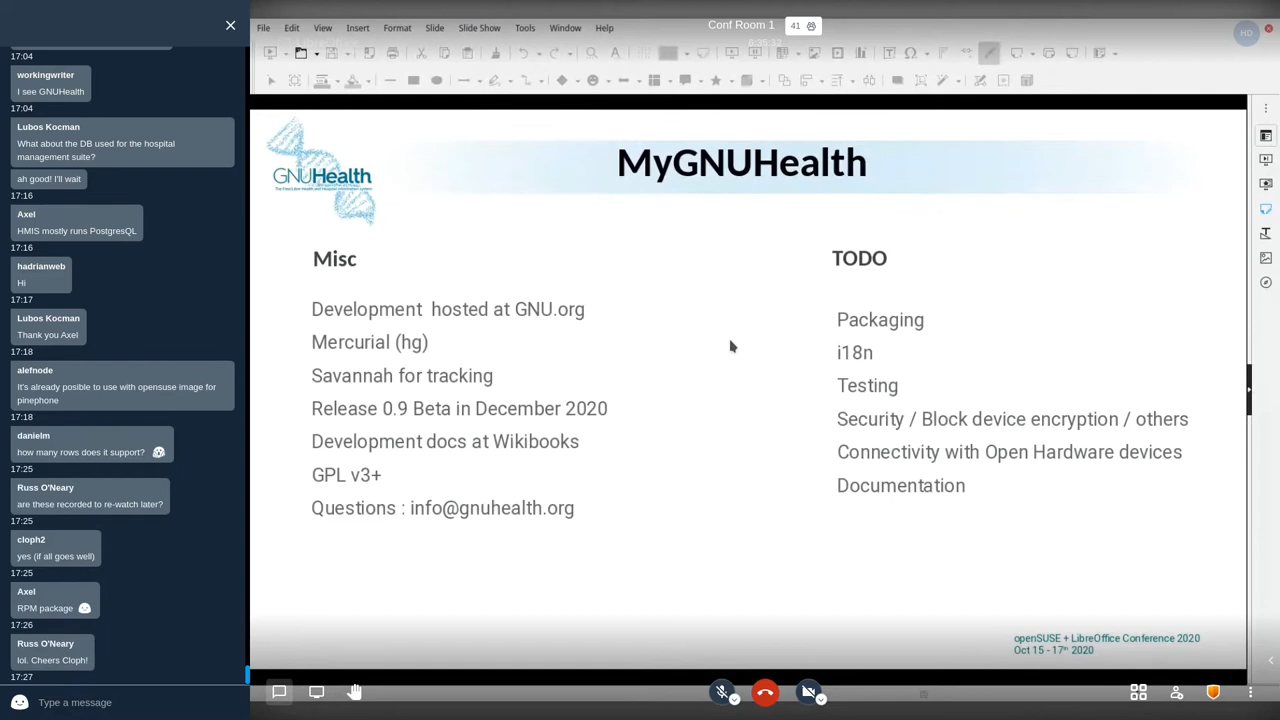 17:04
workingwriter
I see GNUHealth
17:04
Lubos Kocman
What about the DB used for the hospital
management suite?
ah good! I'll wait
17:16
Axel
HMIS mostly runs PostgresQL
17:16
hadrianweb
Hi
17:17
Lubos Kocman
Thank you Axel
17:18
alefnode
It's already posible to use with opensuse image for
pinephone
17:18
danielm
how many rows does it support?
17:25
Russ O'Neary
are these recorded to re-watch later?
17:25
cloph2
yes (if all goes well)
17:25
Axel
RPM package
17:26
Russ O'Neary
lol. Cheers Cloph!
17:27
Type a message
File Edit View Insert Format Slide Slide Show Tools Window Help
Conf Room 1 41
HD
GNUHealth
MyGNUHealth
Misc
Development hosted at GNU.org
Mercurial (hg)
Savannah for tracking
Release 0.9 Beta in December 2020
Development docs at Wikibooks
GPL v3+
Questions : info@gnuhealth.org
TODO
Packaging
i18n
Testing
Security / Block device encryption / others
Connectivity with Open Hardware devices
Documentation
openSUSE + LibreOffice Conference 2020
Oct 15 - 17th 2020